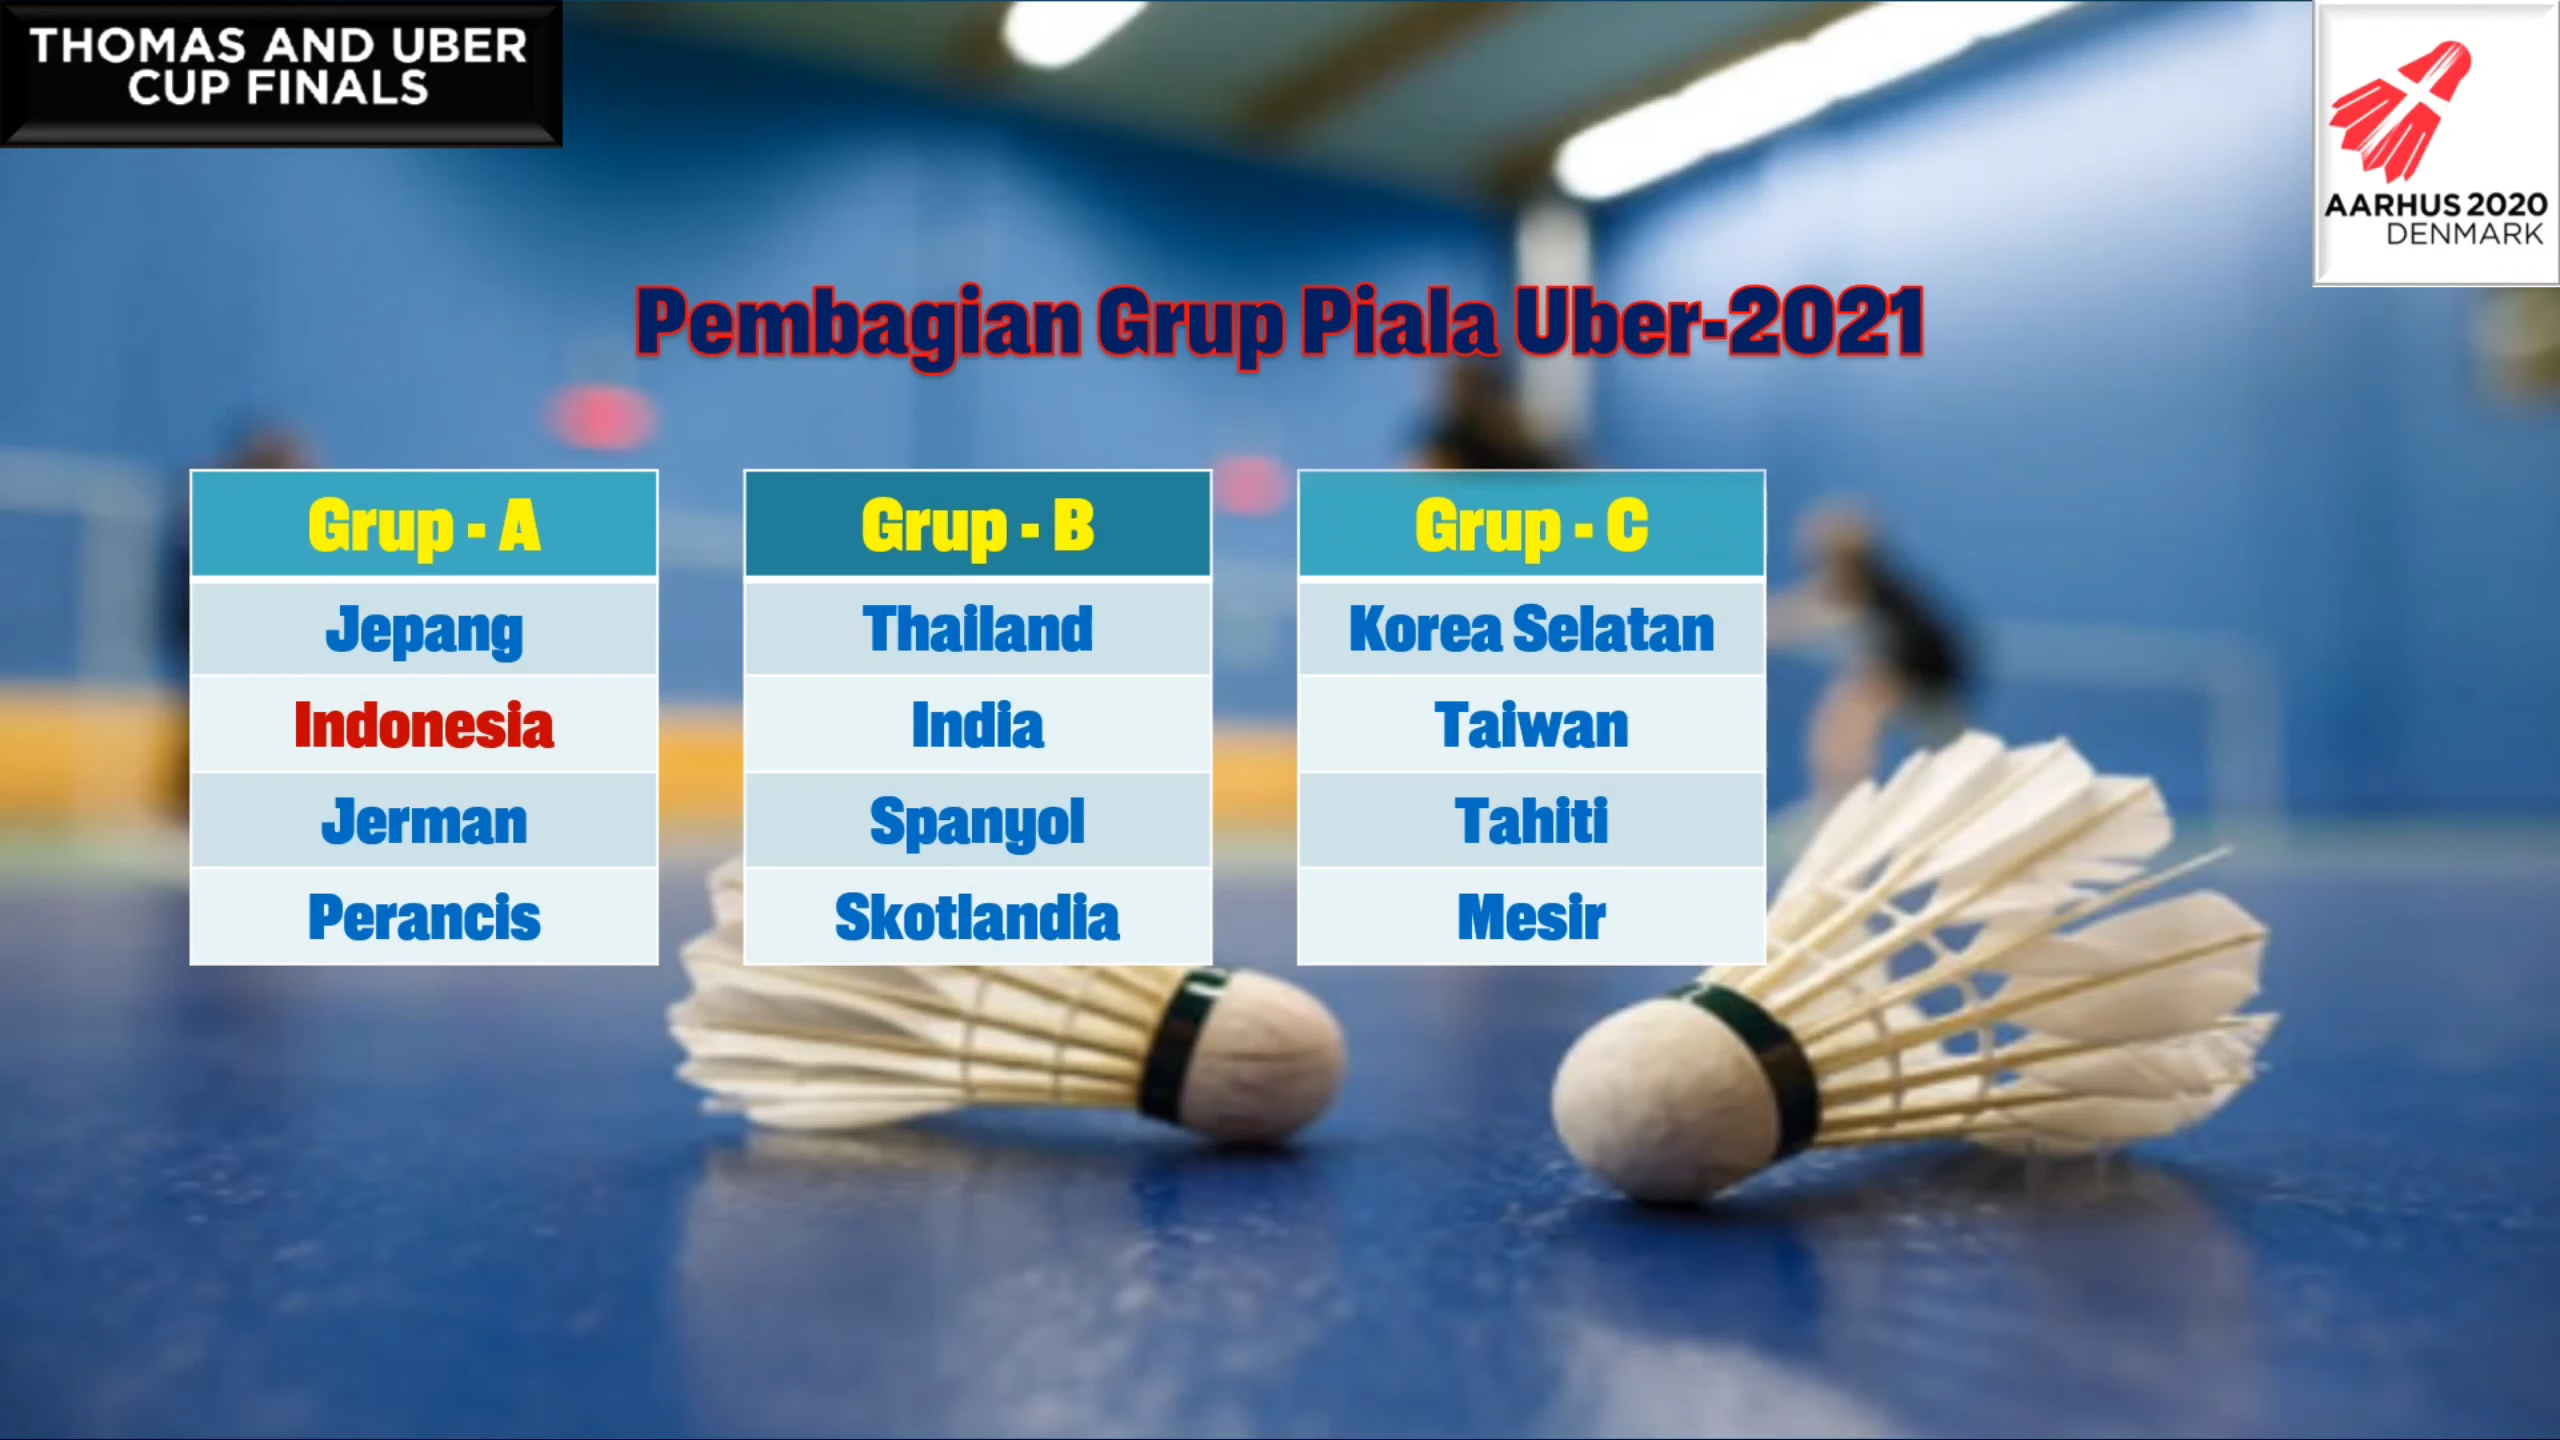 THOMAS AND UBER
CUP FINALS
AARHUS 2020
DENMARK
Pembagian Grup Piala Uber-2021
Grup - A
Jepang
Indonesia
Jerman
Perancis
Grup - B
Thailand
India
Spanyol
Skotlandia
Grup - C
Korea Selatan
Taiwan
Tahiti
Mesir